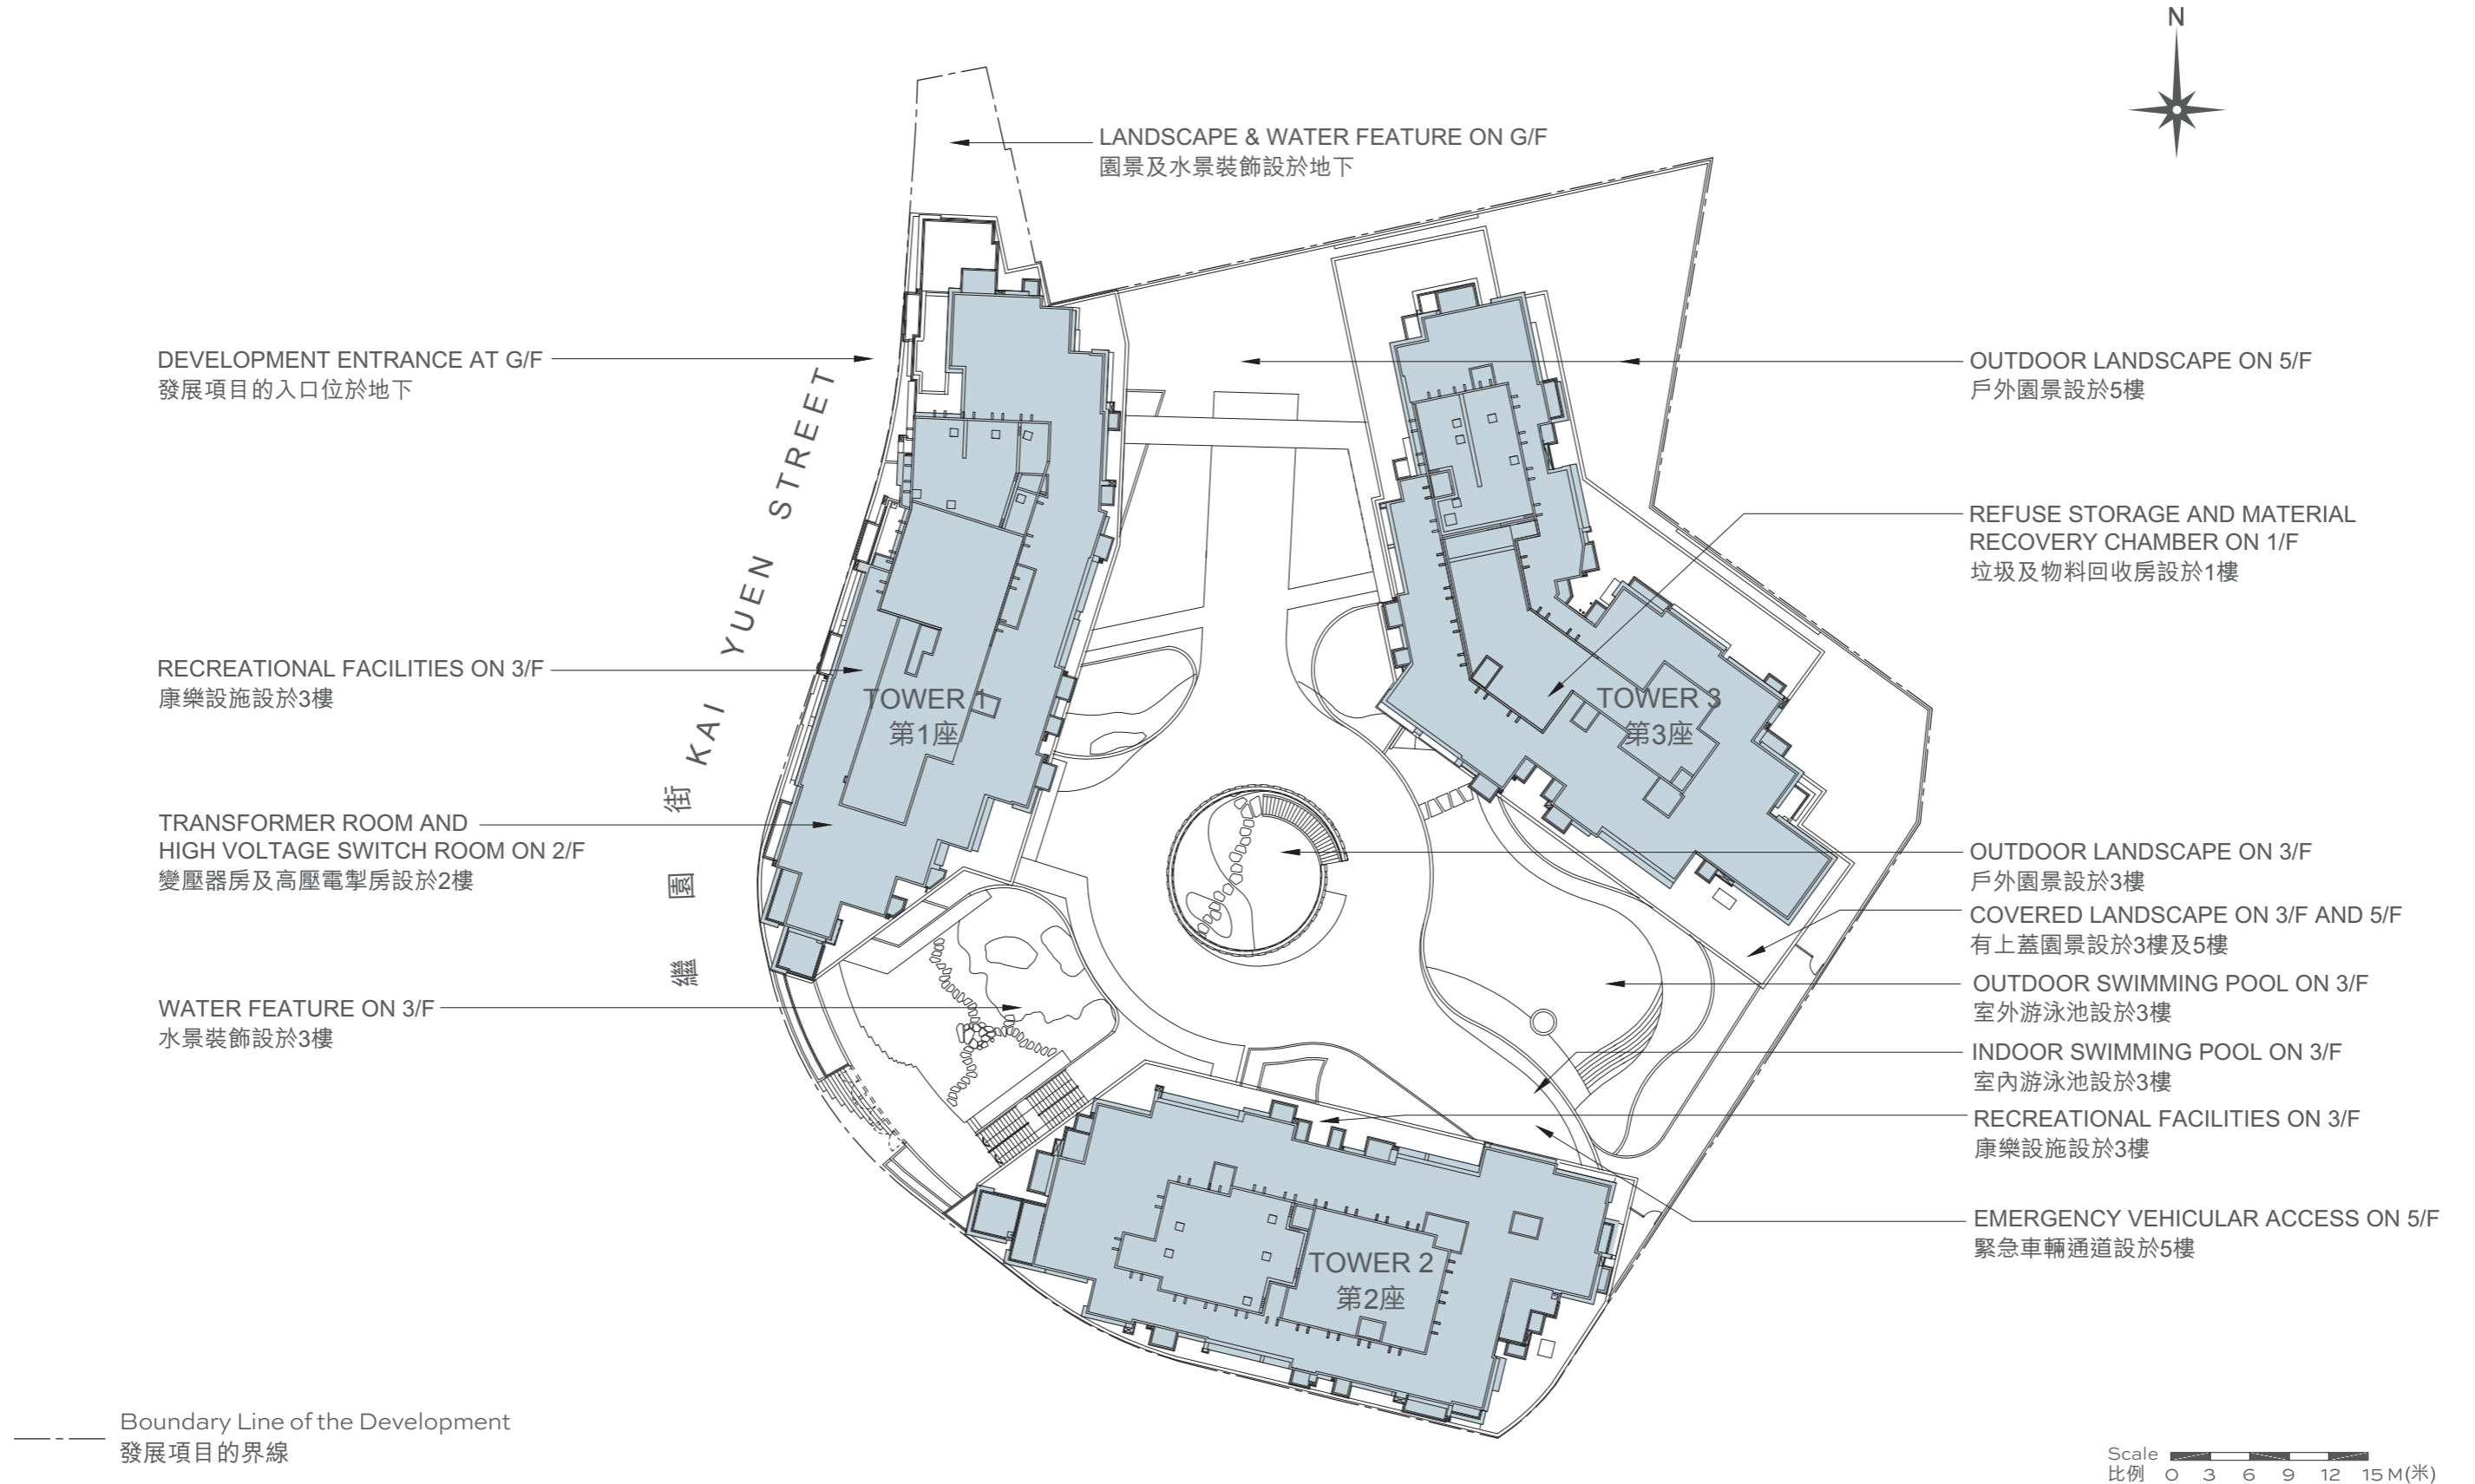 N
LANDSCAPE & WATER FEATURE ON G/F
園景及水景裝飾設於地下
DEVELOPMENT ENTRANCE AT G/F
發展項目的入口位於地下
RECREATIONAL FACILITIES ON 3/F
康樂設施設於3樓
TRANSFORMER ROOM AND
HIGH VOLTAGE SWITCH ROOM ON 2/F
變壓器房及高壓電掣房設於2樓
WATER FEATURE ON 3/F
水景裝飾設於3樓
KAI YUEN STREET
繼園街
TOWER 1
第1座
TOWER 3
第3座
TOWER 2
第2座
OUTDOOR LANDSCAPE ON 5/F
戶外園景設於5樓
REFUSE STORAGE AND MATERIAL
RECOVERY CHAMBER ON 1/F
垃圾及物料回收房設於1樓
OUTDOOR LANDSCAPE ON 3/F
戶外園景設於3樓
COVERED LANDSCAPE ON 3/F AND 5/F
有上蓋園景設於3樓及5樓
OUTDOOR SWIMMING POOL ON 3/F
室外游泳池設於3樓
INDOOR SWIMMING POOL ON 3/F
室內游泳池設於3樓
RECREATIONAL FACILITIES ON 3/F
康樂設施設於3樓
EMERGENCY VEHICULAR ACCESS ON 5/F
緊急車輛通道設於5樓
Boundary Line of the Development
發展項目的界線
Scale
比例 0 3 6 9 12 15 M(米)